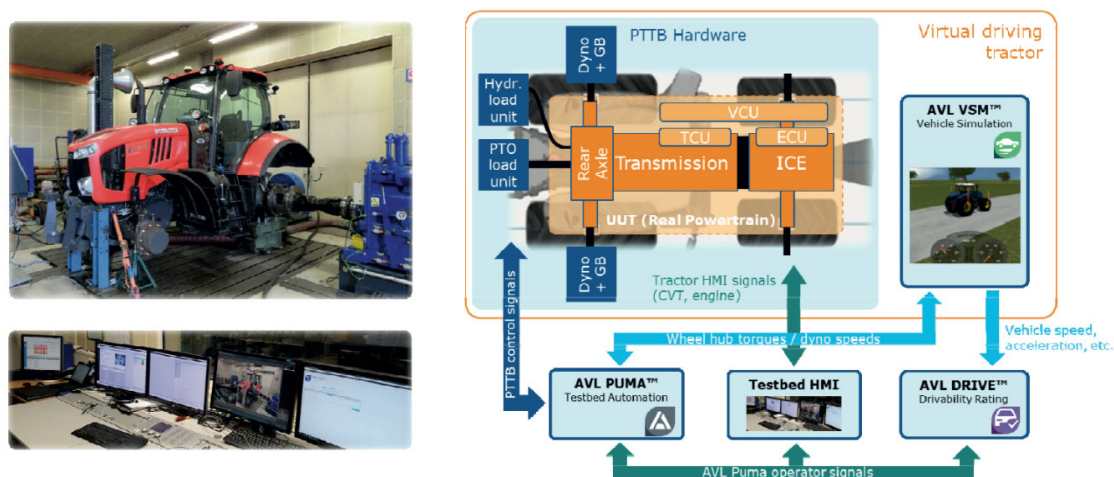 KUBOTA
PTTB Hardware
Virtual driving
tractor
Dyno
+ GB
Hydr.
load
unit
PTO
load
unit
VCU
TCU
ECU
Rear
Axle
Transmission
ICE
UUT (Real Powertrain)
Dyno
+ GB
AVL VSM™
Vehicle Simulation
PTTB control signals
Tractor HMI signals
(CVT, engine)
Wheel hub torques / dyno speeds
Vehicle speed,
acceleration, etc.
AVL PUMA™
Testbed Automation
Testbed HMI
AVL DRIVE™
Drivability Rating
AVL Puma operator signals